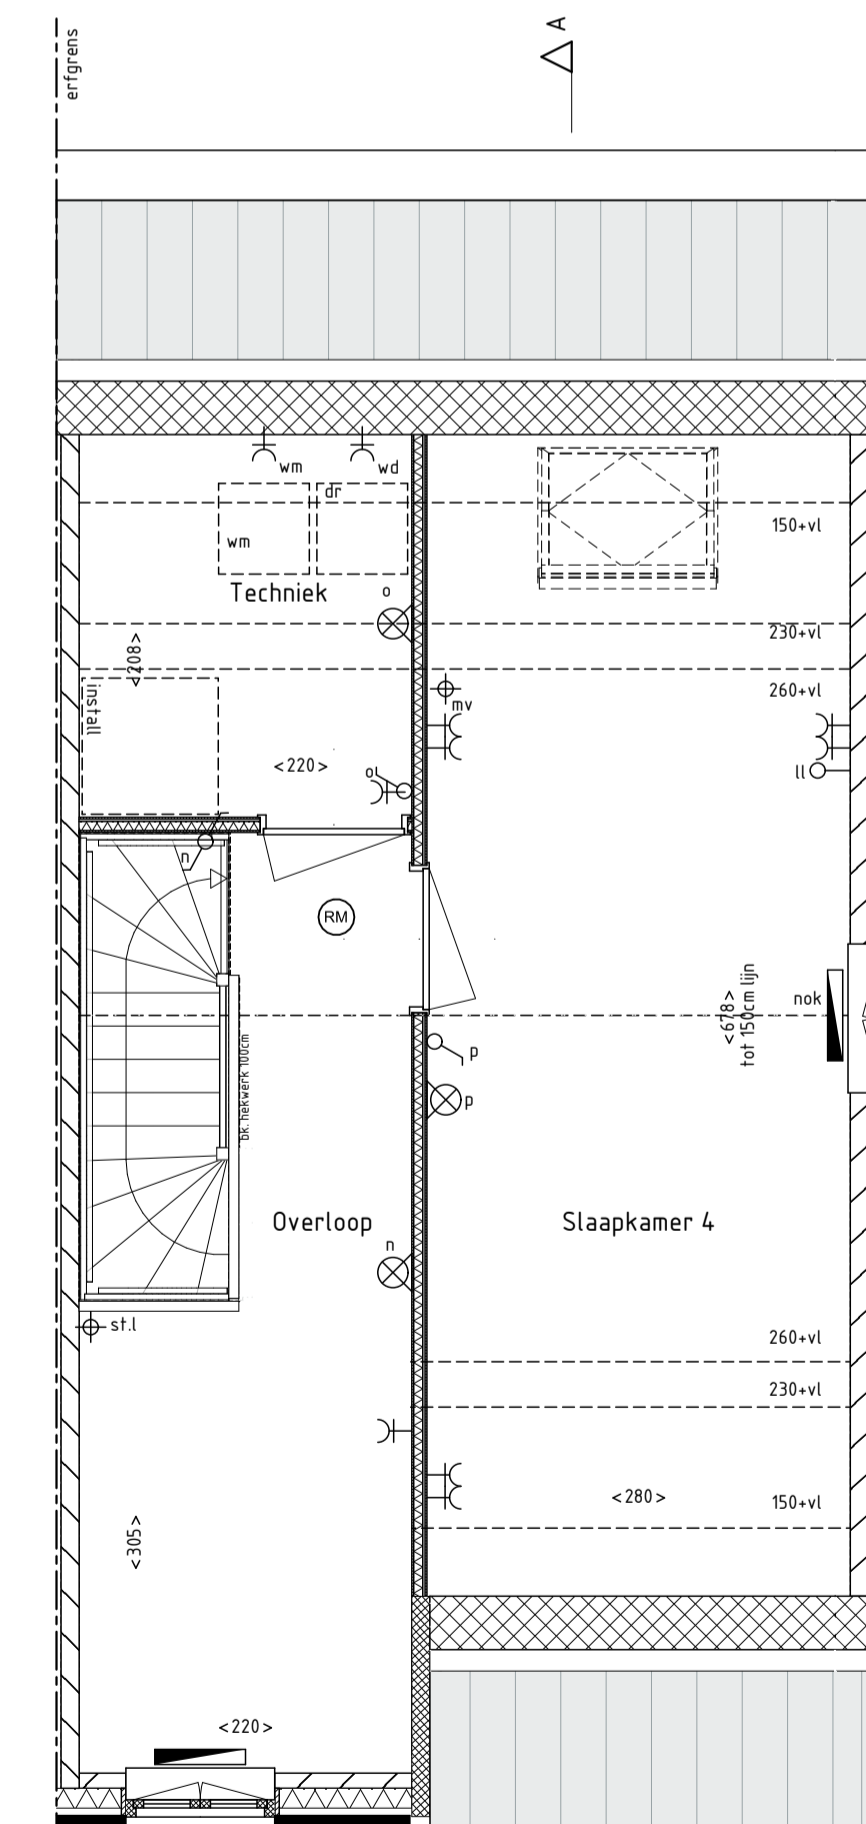 erfgrens
A
wm
wd
dr
wm
Techniek
o
150+vl
230+vl
260+vl
<208>
install
mv
<220>
ol
ll
n
RM
nok
<678>
tot 150cm lijn
bk. hekwerk 100cm
p
p
Overloop
Slaapkamer 4
n
st.l
260+vl
230+vl
<280>
150+vl
<305>
<220>